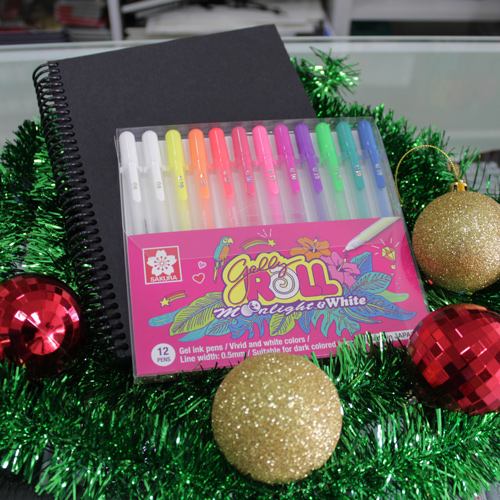 SAKURA
Gelly
ROLL
Moonlight & White
12
PENS
Gel ink pens / Vivid and white colors /
Line width: 0.5mm / Suitable for dark colored
JAPAN